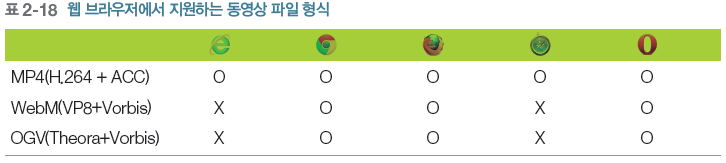 표 2-18 웹 브라우저에서 지원하는 동영상 파일 형식
MP4(H.264 + ACC) O O O O O
WebM(VP8+Vorbis) X O O X O
OGV(Theora+Vorbis) X O O X O